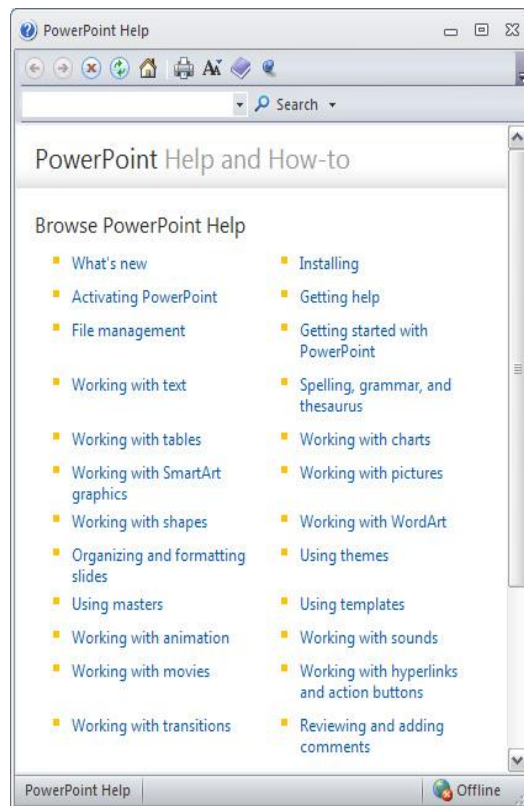 PowerPoint Help
Search
PowerPoint Help and How-to
Browse PowerPoint Help
What's new
Installing
Activating PowerPoint
Getting help
File management
Getting started with
PowerPoint
Working with text
Spelling, grammar, and
thesaurus
Working with tables
Working with charts
Working with SmartArt
graphics
Working with pictures
Working with shapes
Working with WordArt
Organizing and formatting
slides
Using themes
Using masters
Using templates
Working with animation
Working with sounds
Working with movies
Working with hyperlinks
and action buttons
Working with transitions
Reviewing and adding
comments
PowerPoint Help
Offline